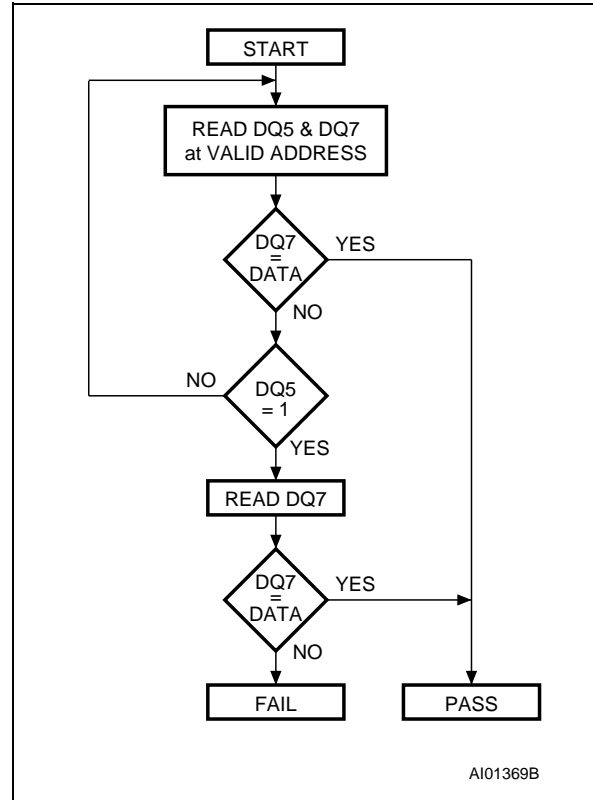 START
READ DQ5 & DQ7
at VALID ADDRESS
DQ7
=
DATA
YES
NO
NO
DQ5
= 1
YES
READ DQ7
DQ7
=
DATA
YES
NO
FAIL
PASS
AI01369B